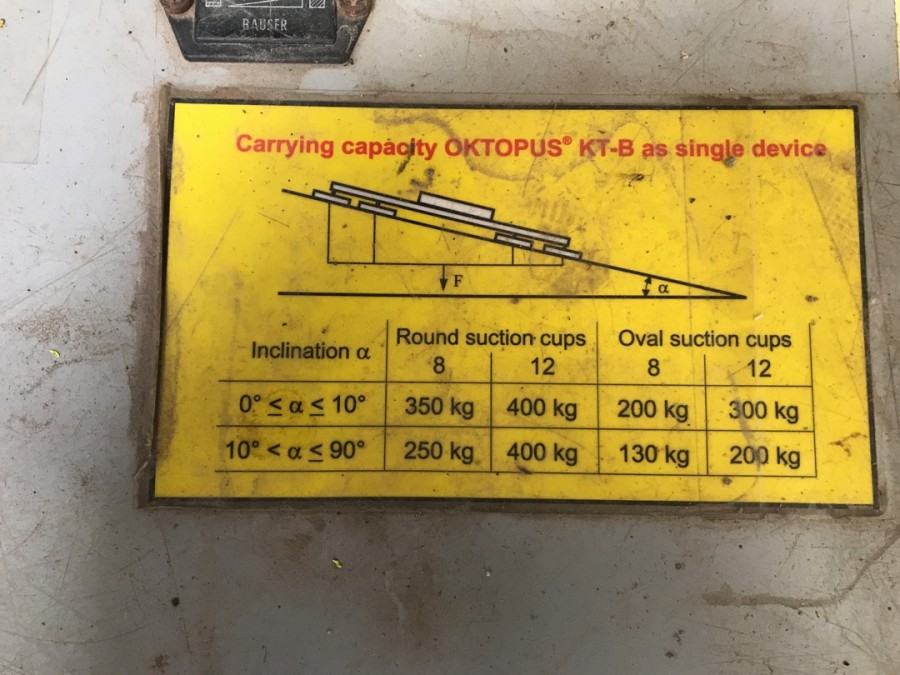 BAUSER
Carrying capacity OKTOPUS® KT-B as single device
F
α
Inclination α Round suction cups Oval suction cups
8 12 8 12
0° ≤ α ≤ 10° 350 kg 400 kg 200 kg 300 kg
10° < α ≤ 90° 250 kg 400 kg 130 kg 200 kg